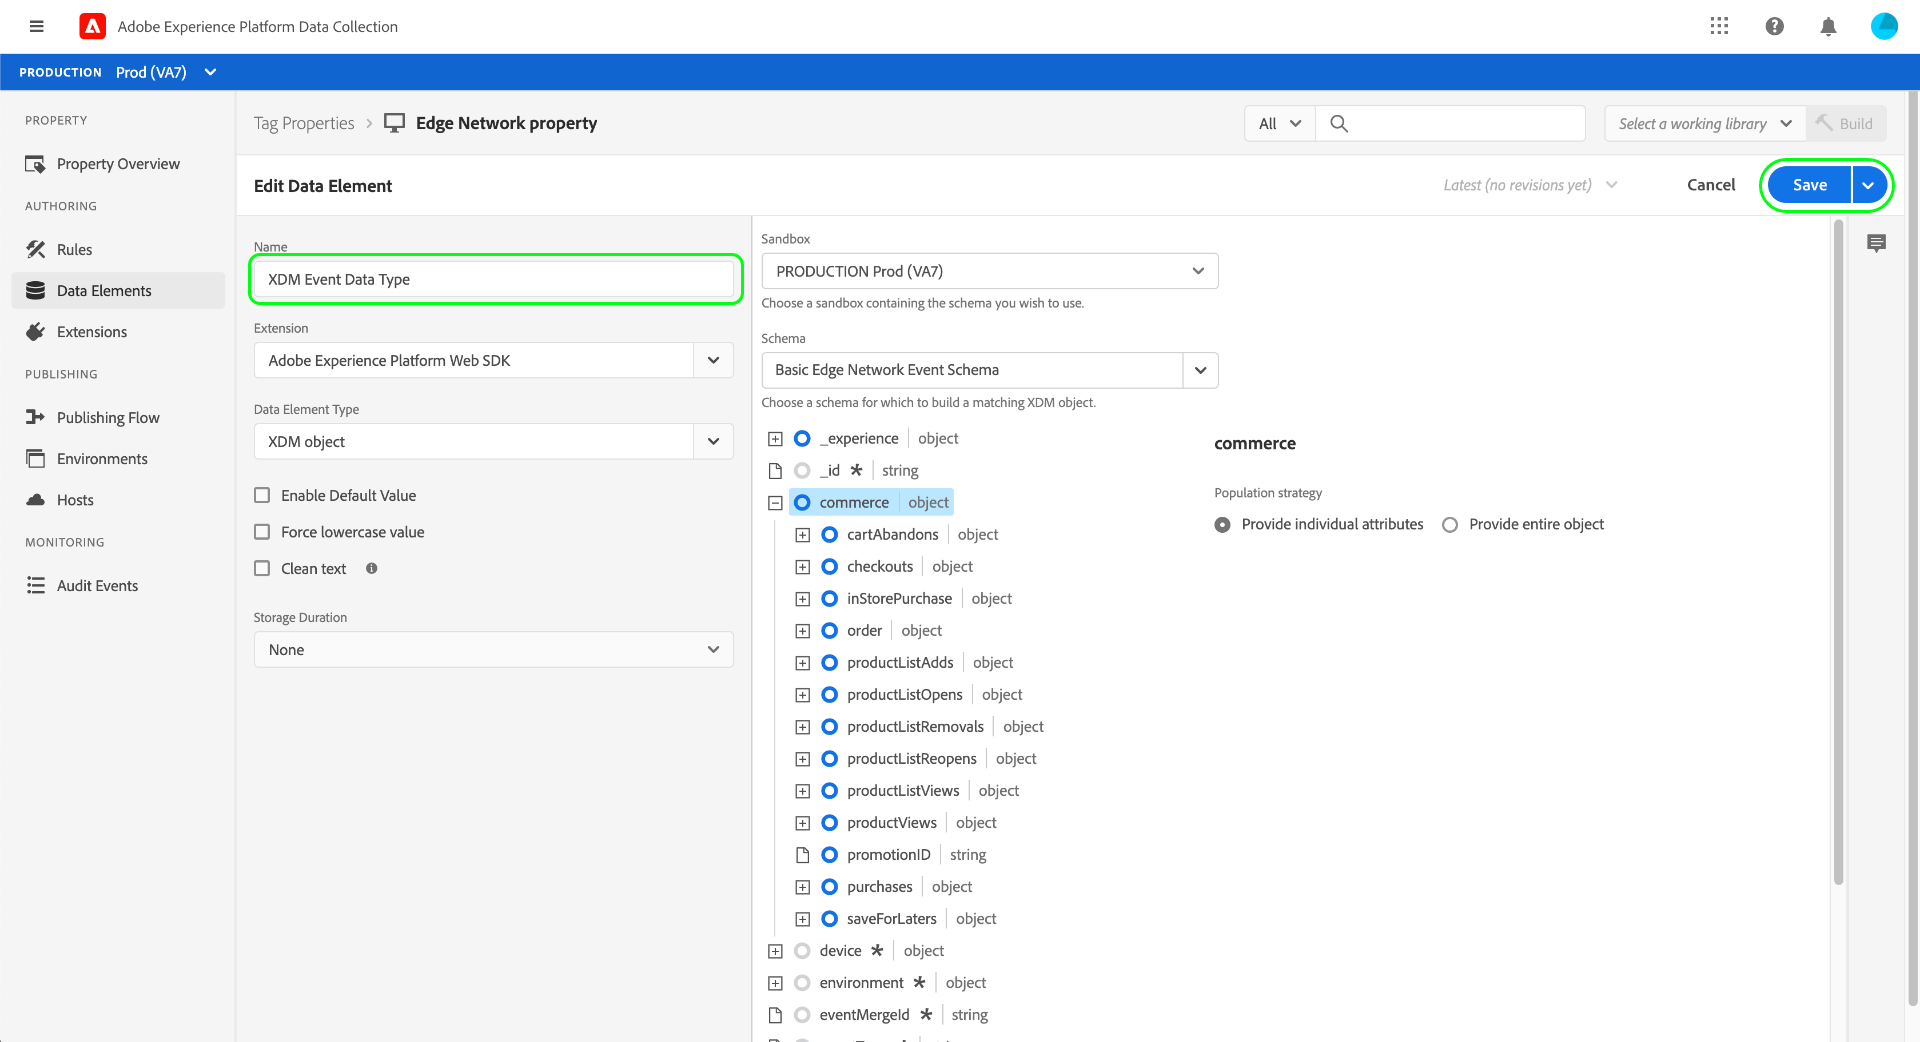 Adobe Experience Platform Data Collection
PRODUCTION Prod (VA7)
PROPERTY
Property Overview
AUTHORING
Rules
Data Elements
Extensions
PUBLISHING
Publishing Flow
Environments
Hosts
MONITORING
Audit Events
Tag Properties > Edge Network property
All
Select a working library
Build
Edit Data Element
Latest (no revisions yet)
Cancel
Save
Name
XDM Event Data Type
Extension
Adobe Experience Platform Web SDK
Data Element Type
XDM object
Enable Default Value
Force lowercase value
Clean text
Storage Duration
None
Sandbox
PRODUCTION Prod (VA7)
Choose a sandbox containing the schema you wish to use.
Schema
Basic Edge Network Event Schema
Choose a schema for which to build a matching XDM object.
_experience object
_id * string
commerce object
cartAbandons object
checkouts object
inStorePurchase object
order object
productListAdds object
productListOpens object
productListRemovals object
productListReopens object
productListViews object
productViews object
promotionID string
purchases object
saveForLaters object
device * object
environment * object
eventMergeId * string
commerce
Population strategy
Provide individual attributes
Provide entire object